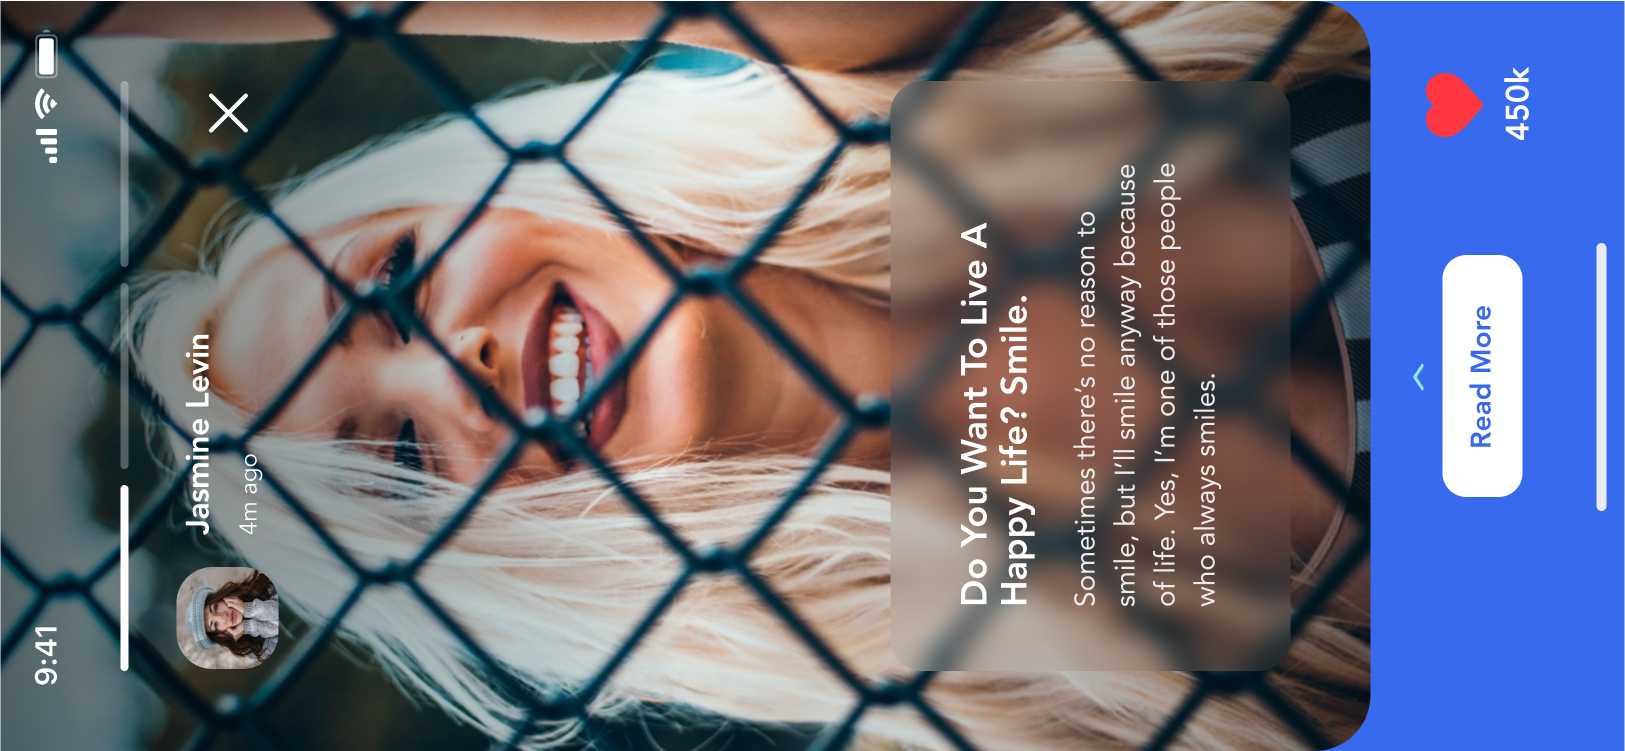 9:41
Jasmine Levin
4m ago
Do You Want To Live A
Happy Life? Smile.
Sometimes there’s no reason to
smile, but I’ll smile anyway because
of life. Yes, I’m one of those people
who always smiles.
Read More
450k